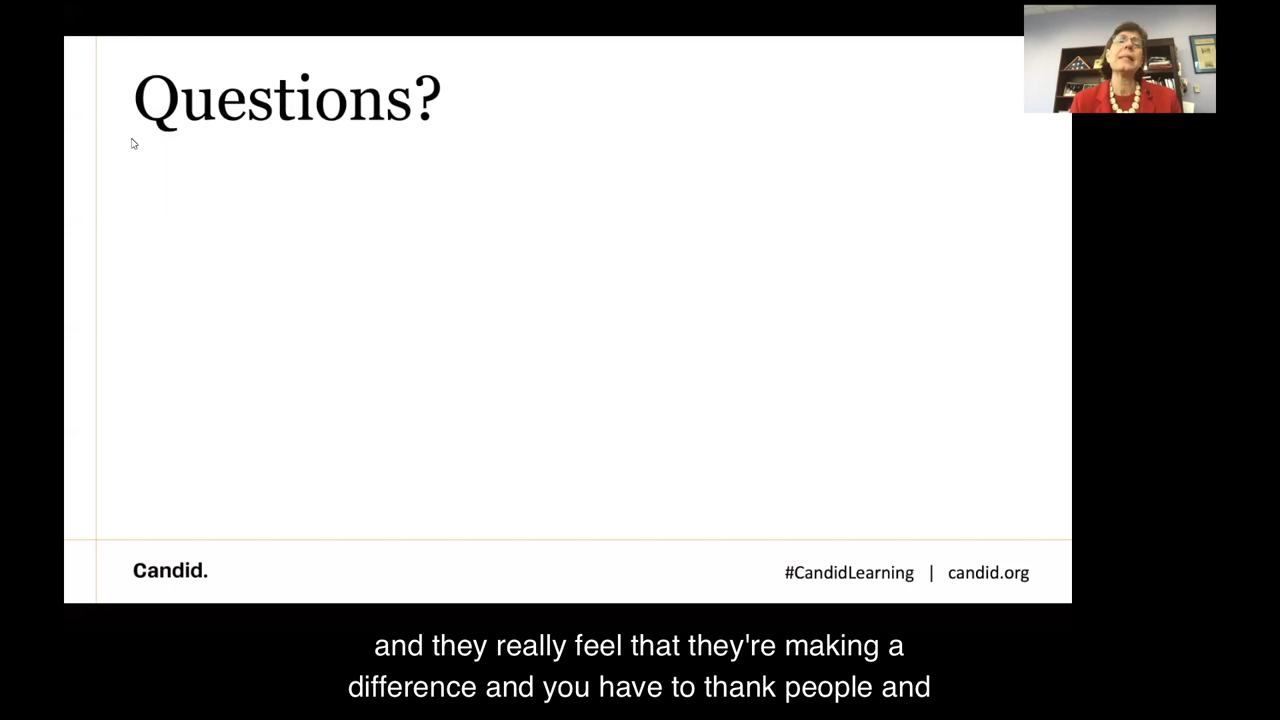 Questions?
Candid.
#CandidLearning | candid.org
and they really feel that they're making a
difference and you have to thank people and